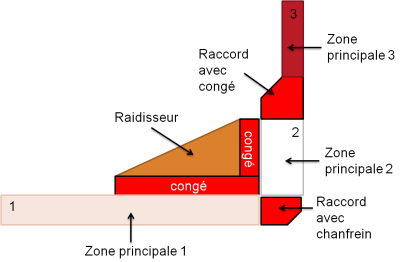 3
Zone
principale 3
Raccord
avec
congé
Raidisseur
congé
2
Zone
principale 2
congé
1
Raccord
avec
chanfrein
Zone principale 1